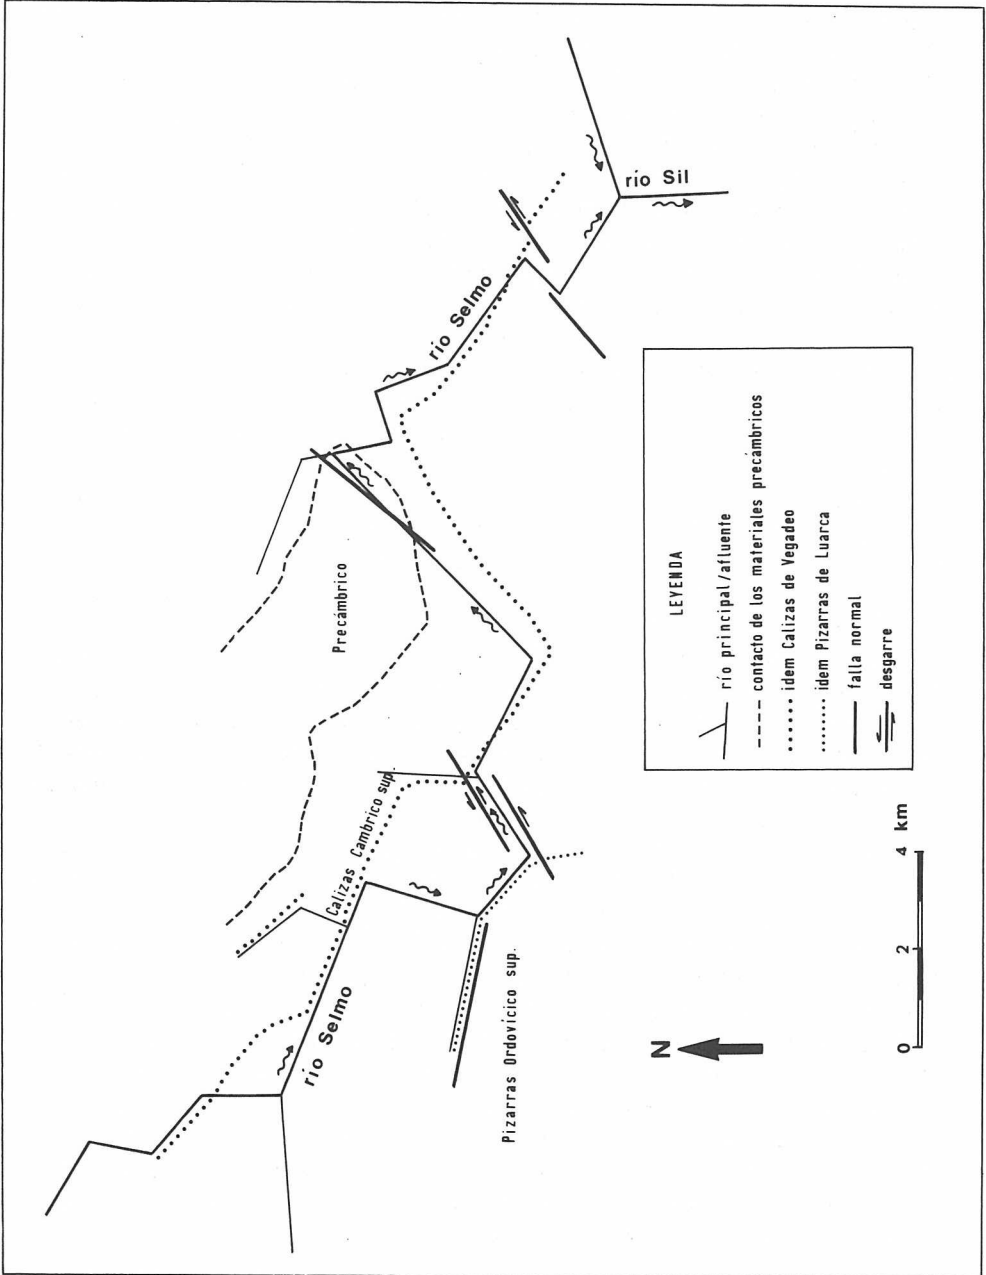 río Sil
río Selmo
Precámbrico
Calizas Cambrico sup.
río Selmo
Pizarras Ordovícico sup.
LEYENDA
río principal/afluente
contacto de los materiales precámbricos
idem Calizas de Vegadeo
idem Pizarras de Luarca
falla normal
desgarre
N
0 2 4 km